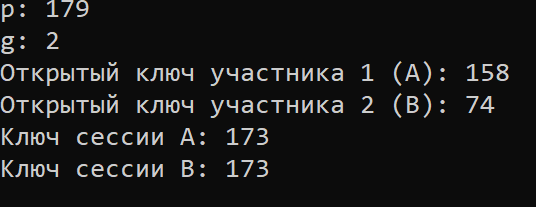 p: 179
g: 2
Открытый ключ участника 1 (A): 158
Открытый ключ участника 2 (B): 74
Ключ сессии A: 173
Ключ сессии B: 173